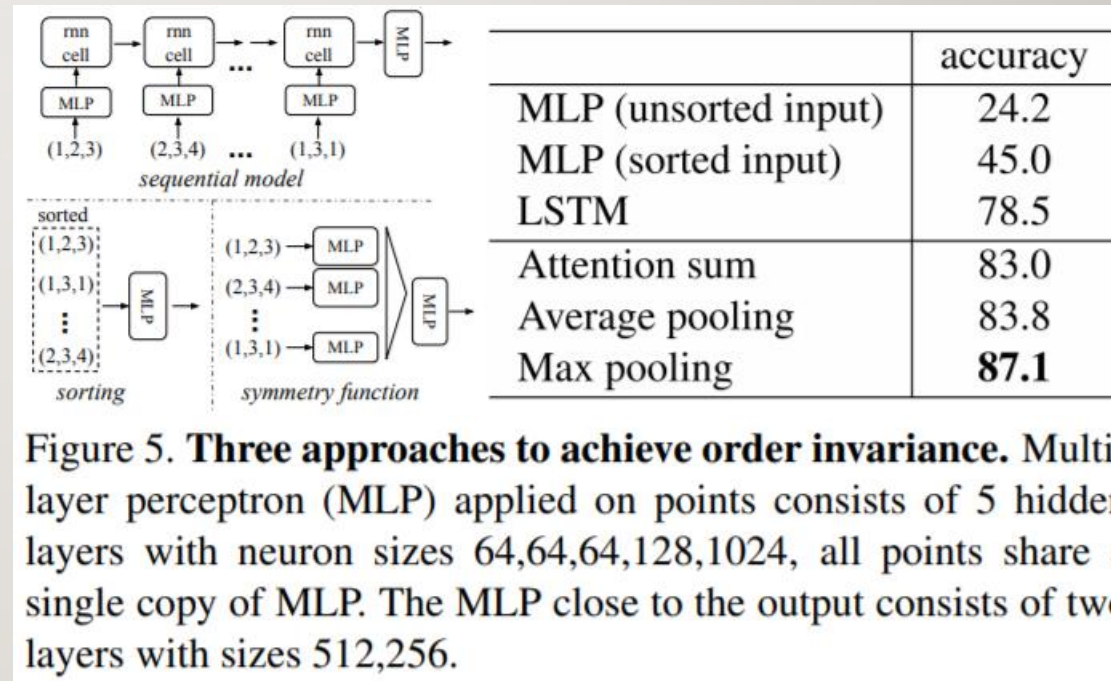 rnn rnn rnn
cell cell ... cell MLP
MLP MLP MLP
(1,2,3) (2,3,4) ... (1,3,1)
sequential model
sorted
(1,2,3)
(1,3,1)
⋮
(2,3,4)
MLP
sorting
(1,2,3) MLP
(2,3,4) MLP
⋮
(1,3,1) MLP
MLP
symmetry function
accuracy
MLP (unsorted input) 24.2
MLP (sorted input) 45.0
LSTM 78.5
Attention sum 83.0
Average pooling 83.8
Max pooling 87.1
Figure 5. Three approaches to achieve order invariance. Multi
layer perceptron (MLP) applied on points consists of 5 hidden
layers with neuron sizes 64,64,64,128,1024, all points share
single copy of MLP. The MLP close to the output consists of two
layers with sizes 512,256.